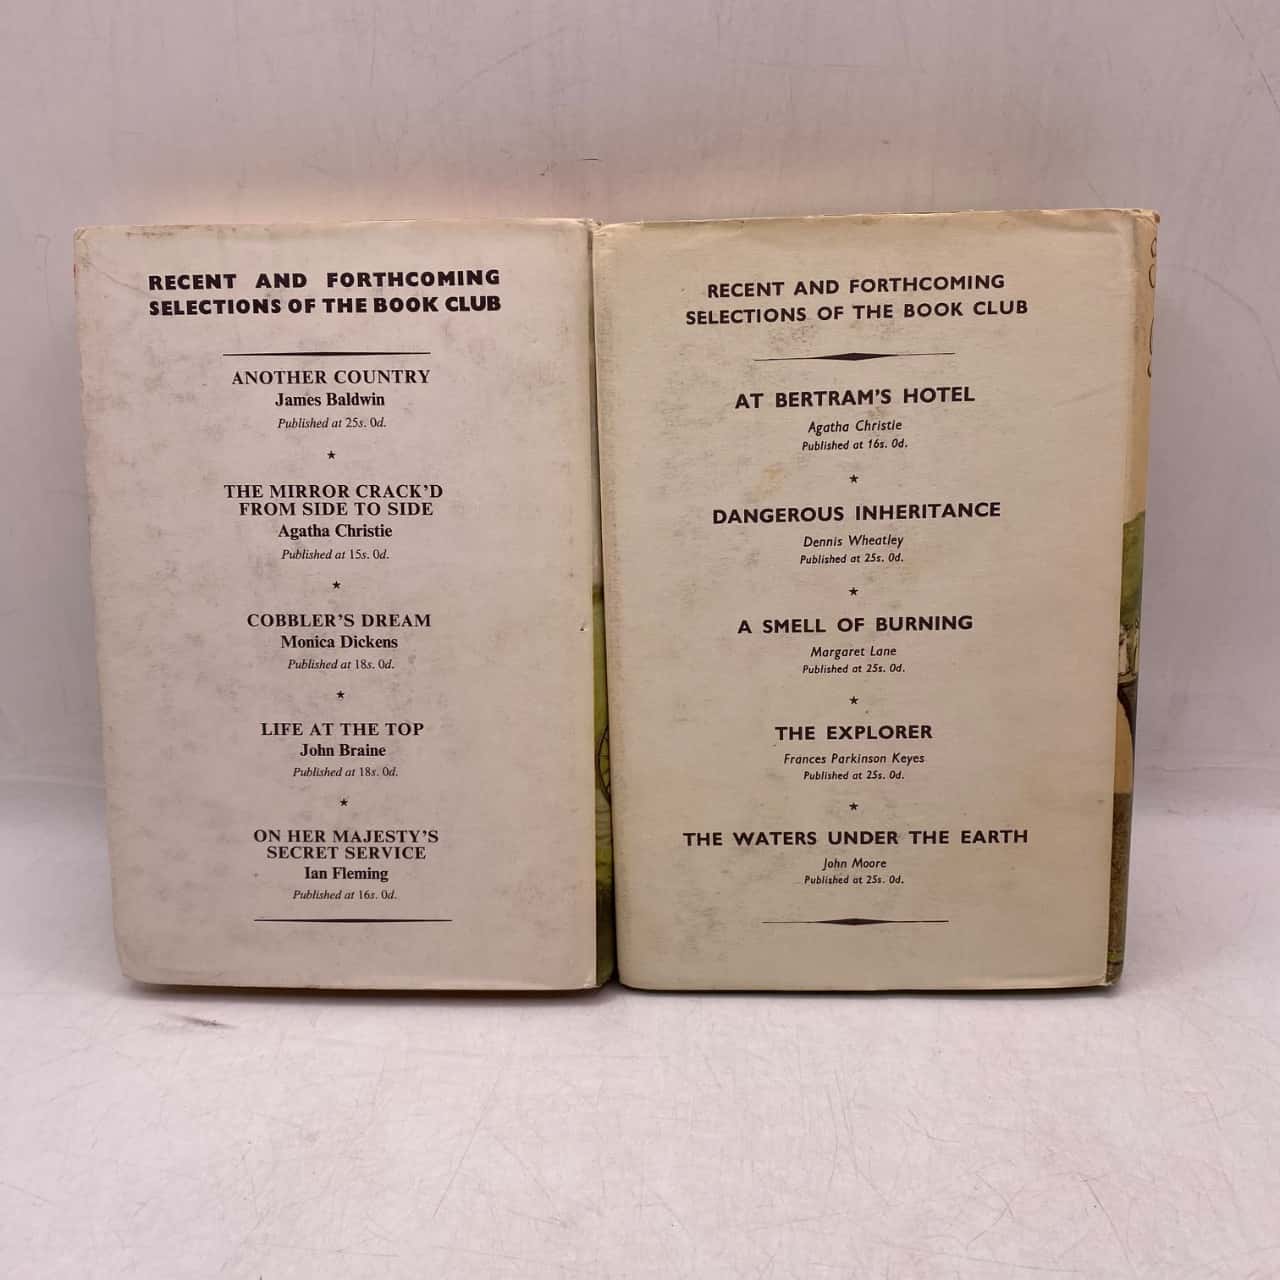 RECENT AND FORTHCOMING
SELECTIONS OF THE BOOK CLUB
ANOTHER COUNTRY
James Baldwin
Published at 25s. 0d.
★
THE MIRROR CRACK'D
FROM SIDE TO SIDE
Agatha Christie
Published at 15s. 0d.
★
COBBLER'S DREAM
Monica Dickens
Published at 18s. 0d.
★
LIFE AT THE TOP
John Braine
Published at 18s. 0d.
★
ON HER MAJESTY'S
SECRET SERVICE
Ian Fleming
Published at 16s. 0d.
RECENT AND FORTHCOMING
SELECTIONS OF THE BOOK CLUB
AT BERTRAM'S HOTEL
Agatha Christie
Published at 16s. 0d.
★
DANGEROUS INHERITANCE
Dennis Wheatley
Published at 25s. 0d.
★
A SMELL OF BURNING
Margaret Lane
Published at 25s. 0d.
★
THE EXPLORER
Frances Parkinson Keyes
Published at 25s. 0d.
★
THE WATERS UNDER THE EARTH
John Moore
Published at 25s. 0d.